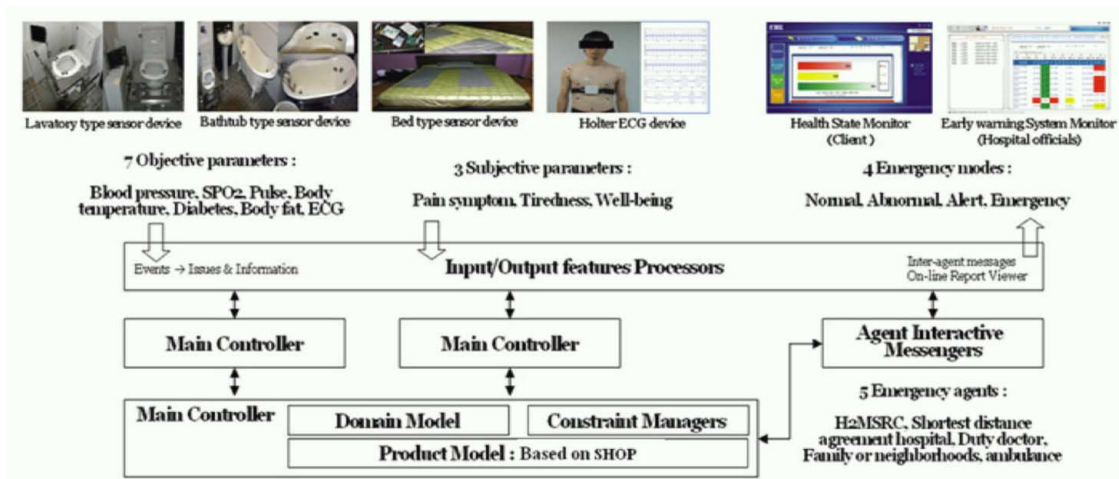 Lavatory type sensor device
Bathtub type sensor device
Bed type sensor device
Holter ECG device
Health State Monitor
(Client )
Early warning System Monitor
(Hospital officials)
7 Objective parameters :
Blood pressure, SPO2, Pulse, Body
temperature, Diabetes, Body fat, ECG
3 Subjective parameters :
Pain symptom, Tiredness, Well-being
4 Emergency modes :
Normal, Abnormal, Alert, Emergency
Events → Issues & Information
Input/Output features Processors
Inter-agent messages
On-line Report Viewer
Main Controller
Main Controller
Agent Interactive
Messengers
Main Controller
Domain Model
Constraint Managers
Product Model : Based on SHOP
5 Emergency agents :
H2MSRC, Shortest distance
agreement hospital, Duty doctor,
Family or neighborhoods, ambulance